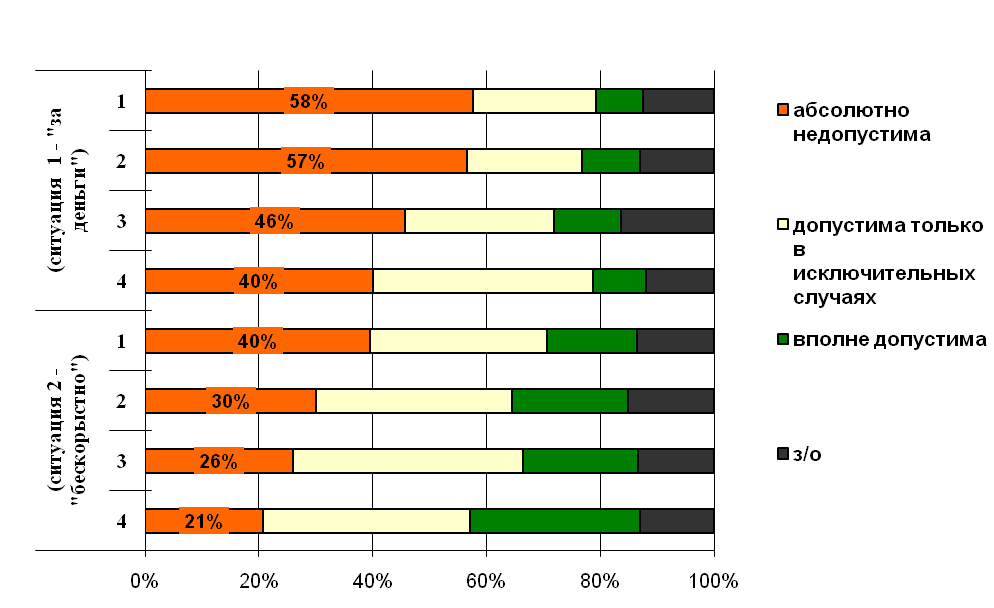 (ситуация 1 - "за
деньги")
1
58%
2
57%
3
46%
4
40%
(ситуация 2 -
"бескорыстно")
1
40%
2
30%
3
26%
4
21%
0%
20%
40%
60%
80%
100%
абсолютно
недопустима
допустима только
в
исключительных
случаях
вполне допустима
з/о